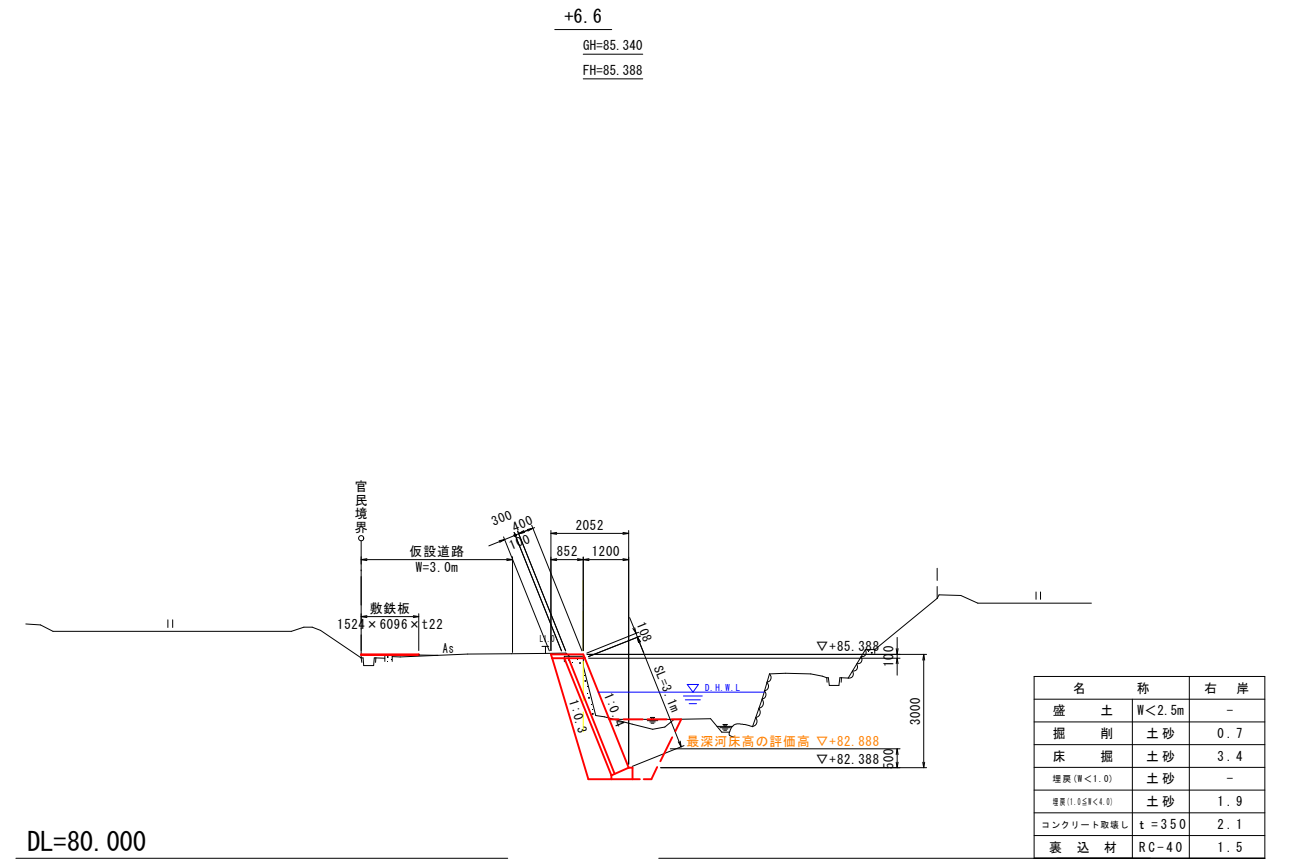 +6.6
GH=85.340
FH=85.388
官民境界
300
400
100
2052
852
1200
仮設道路
W=3.0m
敷鉄板
1524×6096×t22
As
108
SL=3.1m
1:0.3
1:0.4
D.H.W.L
▽+85.388
100
3000
最深河床高の評価高 ▽+82.888
▽+82.388
500
DL=80.000
名称 右岸
盛土 W<2.5m -
掘削 土砂 0.7
床掘 土砂 3.4
埋戻(W<1.0) 土砂 -
埋戻(1.0≦W<4.0) 土砂 1.9
コンクリート取壊し t=350 2.1
裏込材 RC-40 1.5